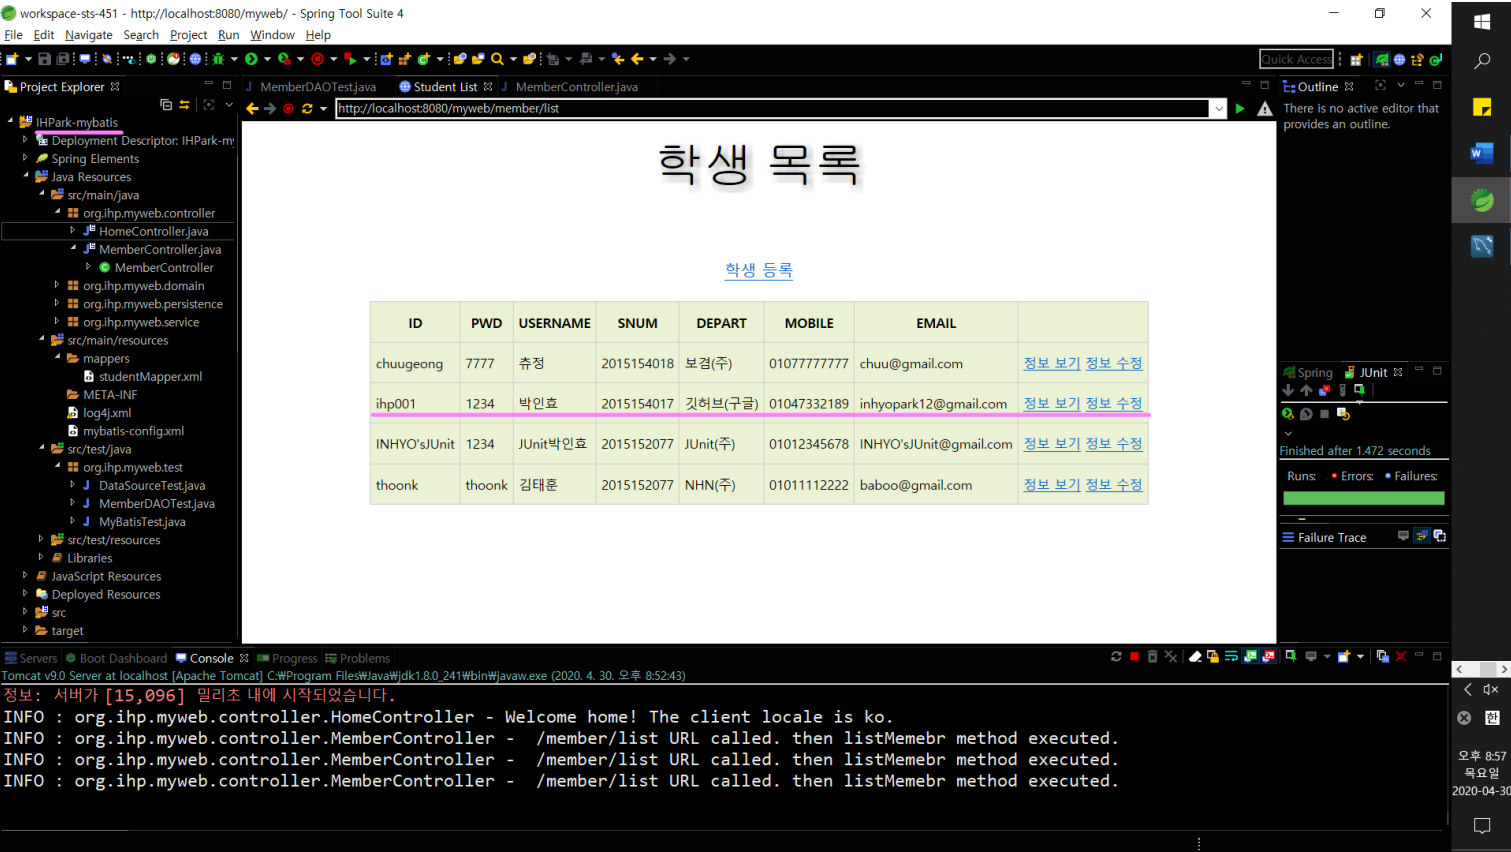 workspace-sts-451 - http://localhost:8080/myweb/ - Spring Tool Suite 4
File Edit Navigate Search Project Run Window Help
Quick Access
Project Explorer
IHPark-mybatis
Deployment Descriptor: IHPark-my
Spring Elements
Java Resources
src/main/java
org.ihp.myweb.controller
HomeController.java
MemberController.java
MemberController
org.ihp.myweb.domain
org.ihp.myweb.persistence
org.ihp.myweb.service
src/main/resources
mappers
studentMapper.xml
META-INF
log4j.xml
mybatis-config.xml
src/test/java
org.ihp.myweb.test
DataSourceTest.java
MemberDAOTest.java
MyBatisTest.java
src/test/resources
Libraries
JavaScript Resources
Deployed Resources
src
target
MemberDAOTest.java Student List MemberController.java
http://localhost:8080/myweb/member/list
학생 목록
학생 등록
ID PWD USERNAME SNUM DEPART MOBILE EMAIL
chuugeong 7777 츄정 2015154018 보겸(주) 01077777777 chuu@gmail.com 정보 보기 정보 수정
ihp001 1234 박인효 2015154017 깃허브(구글) 01047332189 inhyopark12@gmail.com 정보 보기 정보 수정
INHYO'sJUnit 1234 JUnit박인효 2015152077 JUnit(주) 01012345678 INHYO'sJUnit@gmail.com 정보 보기 정보 수정
thoonk thoonk 김태훈 2015152077 NHN(주) 01011112222 baboo@gmail.com 정보 보기 정보 수정
Outline
There is no active editor that
provides an outline.
Spring JUnit
Finished after 1.472 seconds
Runs: Errors: Failures:
Failure Trace
Servers Boot Dashboard Console Progress Problems
Tomcat v9.0 Server at localhost [Apache Tomcat] C:₩Program Files₩Java₩jdk1.8.0_241₩bin₩javaw.exe (2020. 4. 30. 오후 8:52:43)
정보: 서버가 [15,096] 밀리초 내에 시작되었습니다.
INFO : org.ihp.myweb.controller.HomeController - Welcome home! The client locale is ko.
INFO : org.ihp.myweb.controller.MemberController - /member/list URL called. then listMemebr method executed.
INFO : org.ihp.myweb.controller.MemberController - /member/list URL called. then listMemebr method executed.
INFO : org.ihp.myweb.controller.MemberController - /member/list URL called. then listMemebr method executed.
한
오후 8:57
목요일
2020-04-30